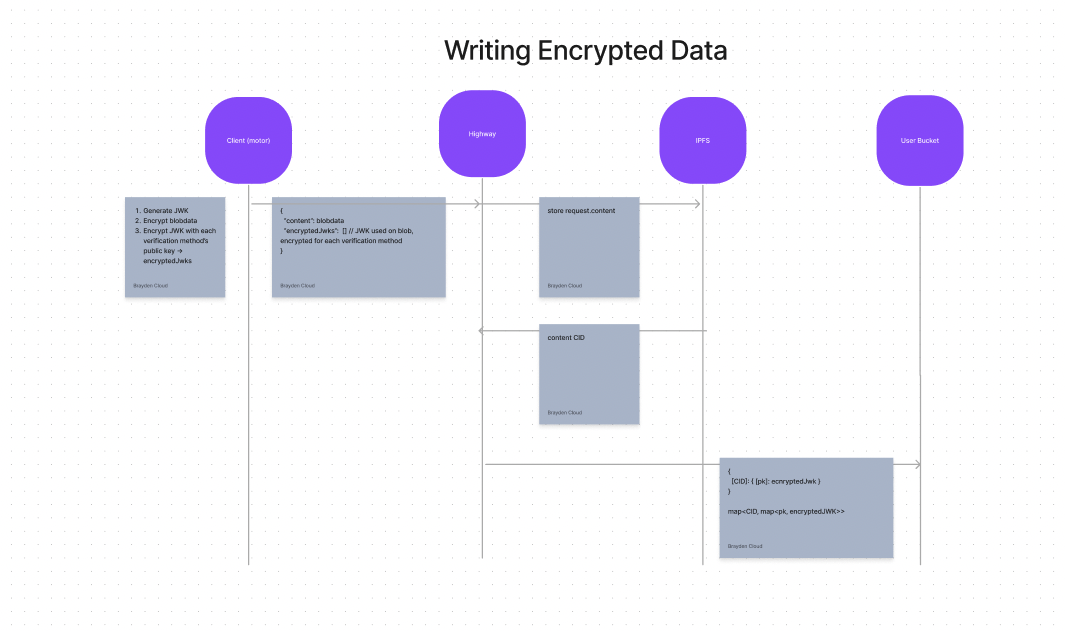 Writing Encrypted Data
Client (motor)
Highway
IPFS
User Bucket
1. Generate JWK
2. Encrypt blobdata
3. Encrypt JWK with each
verification method's
public key →
encryptedJwks
Brayden Cloud
{
"content": blobdata
"encryptedJwks": [] // JWK used on blob,
encrypted for each verification method
}
Brayden Cloud
store request.content
Brayden Cloud
content CID
Brayden Cloud
{
[CID]: { [pk]: ecnryptedJwk }
}
map<CID, map<pk, encryptedJWK>>
Brayden Cloud